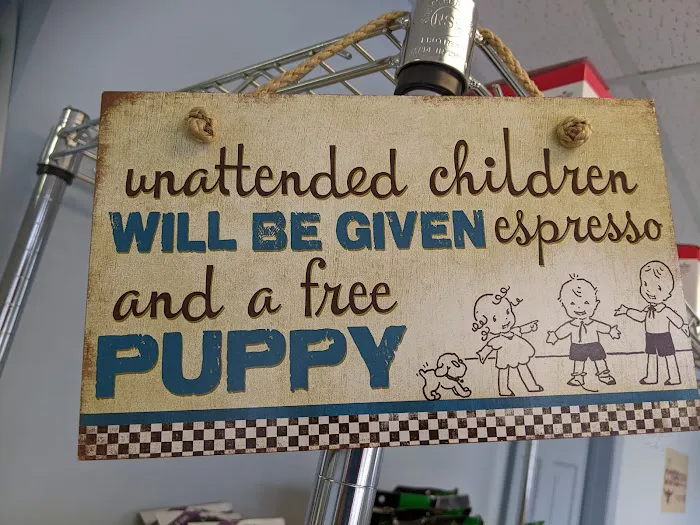 unattended children
WILL BE GIVEN espresso
and a free
PUPPY